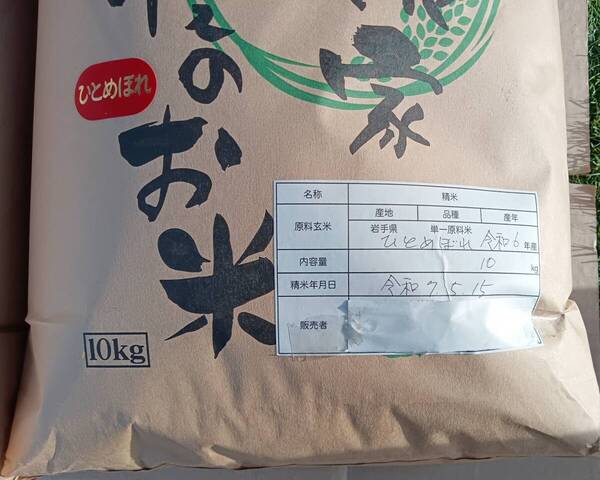 家
のお米
ひとめぼれ
10kg
名称 精米
産地 品種 産年
原料玄米 岩手県 単一原料米
ひとめぼれ 令和6年産
内容量 10 kg
精米年月日 令和7.5.15
販売者